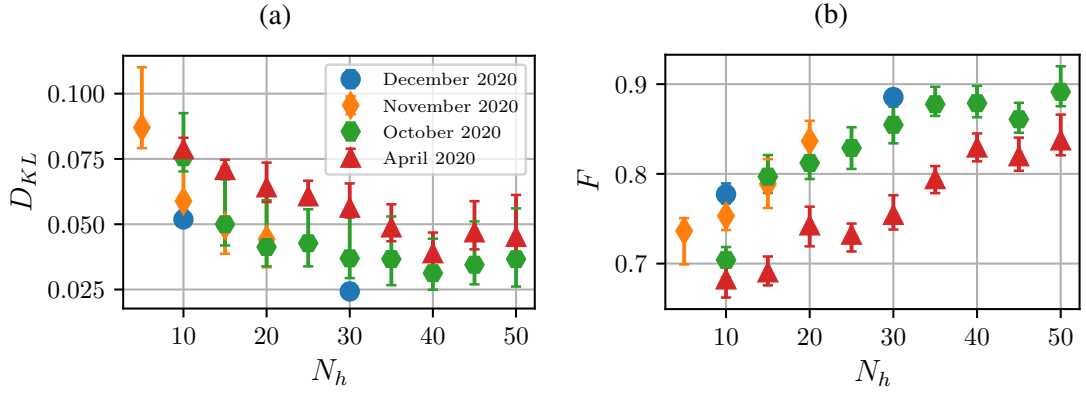 (a)
(b)
0.100
0.075
0.050
0.025
D_{KL}
10
20
30
40
50
N_h
December 2020
November 2020
October 2020
April 2020
0.9
0.8
0.7
F
10
20
30
40
50
N_h